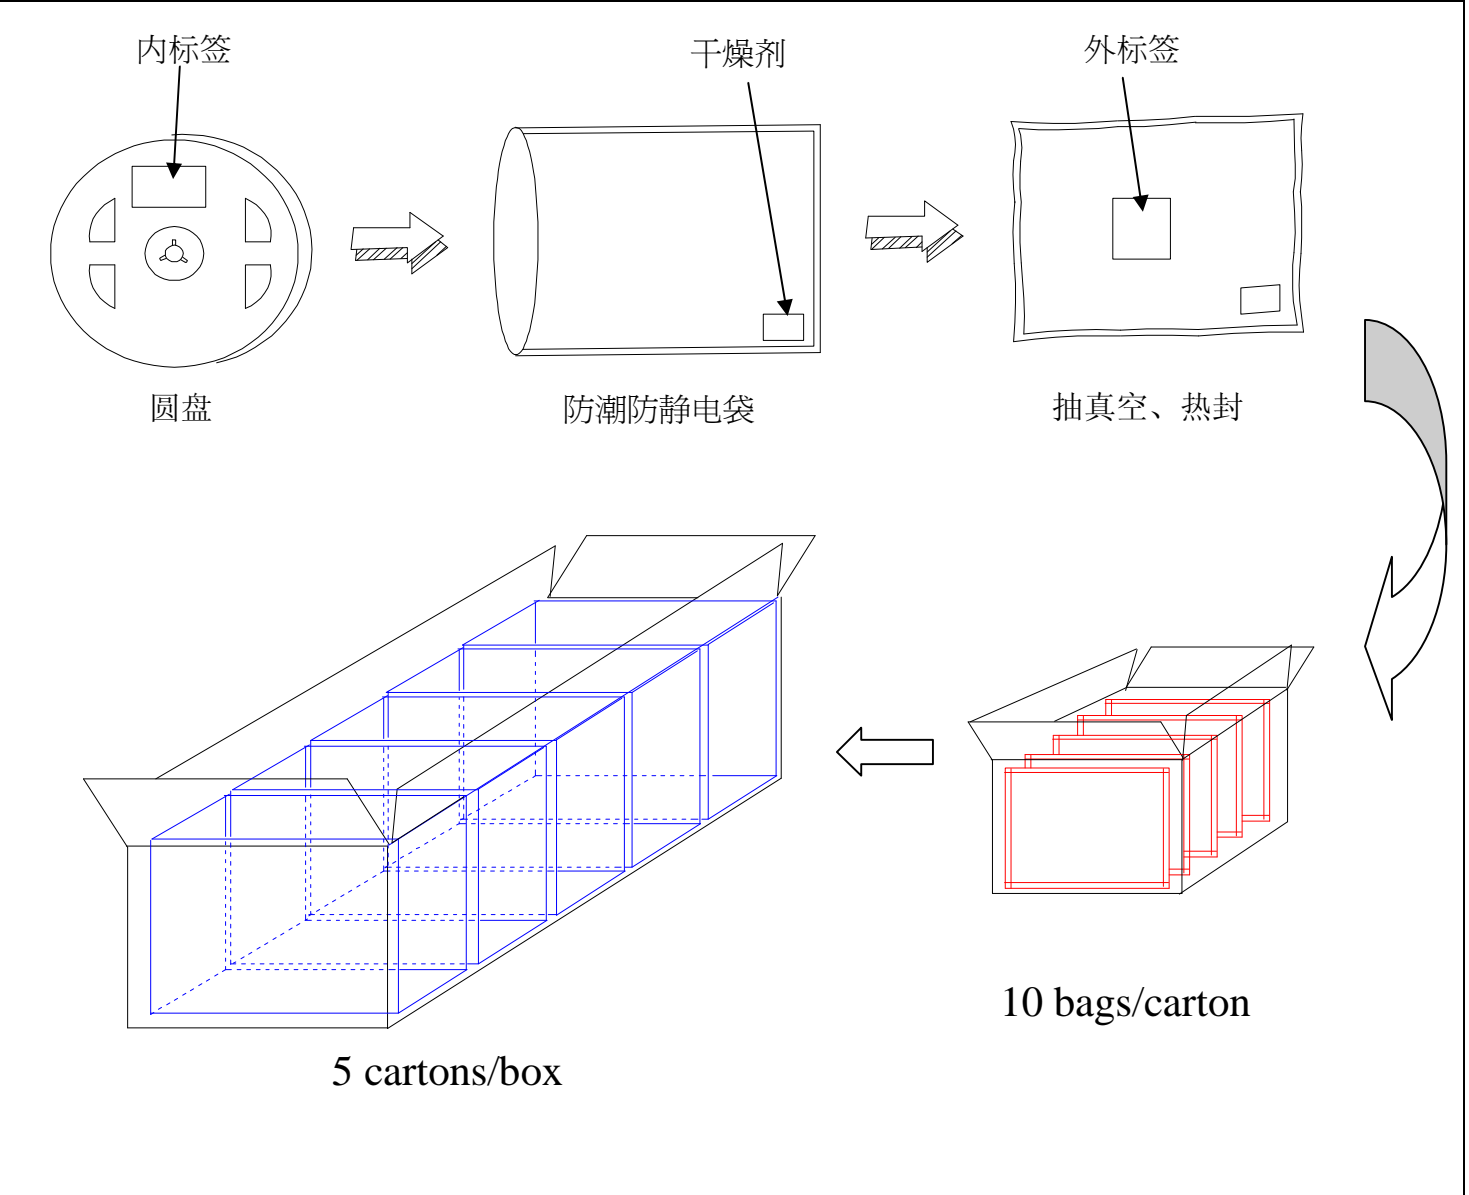 内标签
干燥剂
外标签
圆盘
防潮防静电袋
抽真空、热封
10 bags/carton
5 cartons/box